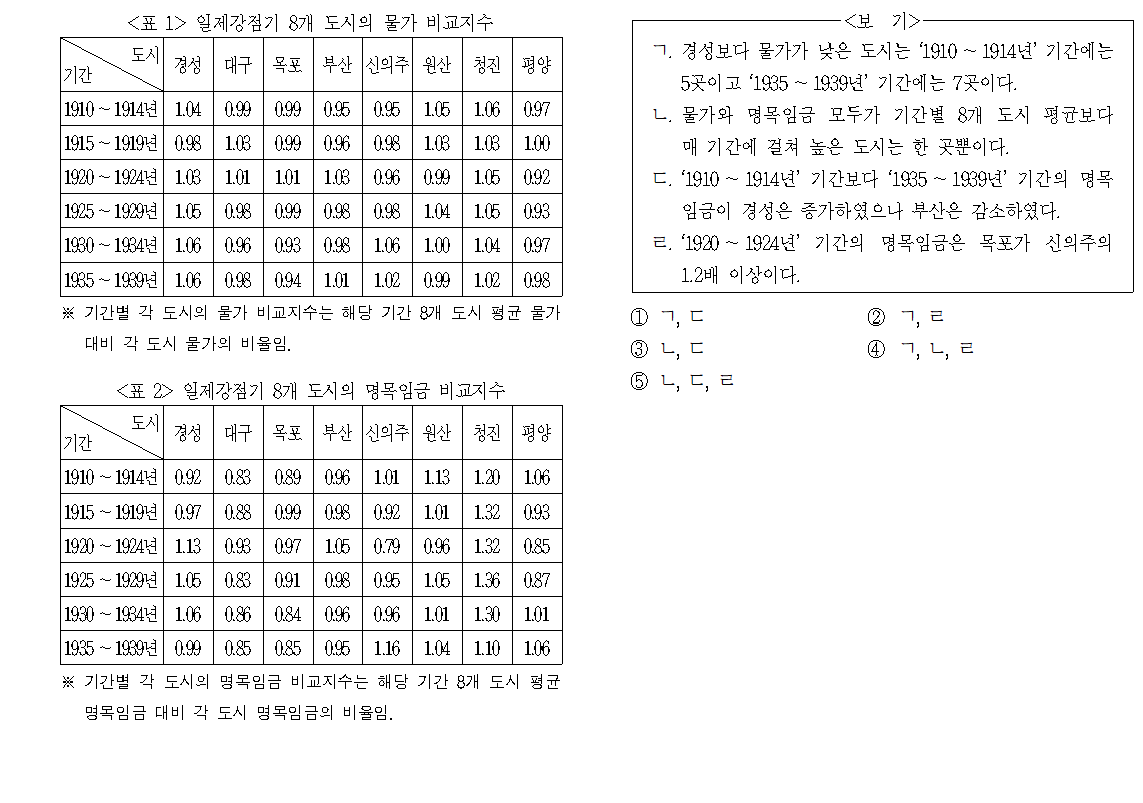 <표 1> 일제강점기 8개 도시의 물가 비교지수
도시
기간 경성 대구 목포 부산 신의주 원산 청진 평양
1910 ~ 1914년 1.04 0.99 0.99 0.95 0.95 1.05 1.06 0.97
1915 ~ 1919년 0.98 1.03 0.99 0.96 0.98 1.03 1.03 1.00
1920 ~ 1924년 1.03 1.01 1.01 1.03 0.96 0.99 1.05 0.92
1925 ~ 1929년 1.05 0.98 0.99 0.98 0.98 1.04 1.05 0.93
1930 ~ 1934년 1.06 0.96 0.93 0.98 1.06 1.00 1.04 0.97
1935 ~ 1939년 1.06 0.98 0.94 1.01 1.02 0.99 1.02 0.98
※ 기간별 각 도시의 물가 비교지수는 해당 기간 8개 도시 평균 물가
대비 각 도시 물가의 비율임.
<표 2> 일제강점기 8개 도시의 명목임금 비교지수
도시
기간 경성 대구 목포 부산 신의주 원산 청진 평양
1910 ~ 1914년 0.92 0.83 0.89 0.96 1.01 1.13 1.20 1.06
1915 ~ 1919년 0.97 0.88 0.99 0.98 0.92 1.01 1.32 0.93
1920 ~ 1924년 1.13 0.93 0.97 1.05 0.79 0.96 1.32 0.85
1925 ~ 1929년 1.05 0.83 0.91 0.98 0.95 1.05 1.36 0.87
1930 ~ 1934년 1.06 0.86 0.84 0.96 0.96 1.01 1.30 1.01
1935 ~ 1939년 0.99 0.85 0.85 0.95 1.16 1.04 1.10 1.06
※ 기간별 각 도시의 명목임금 비교지수는 해당 기간 8개 도시 평균
명목임금 대비 각 도시 명목임금의 비율임.
<보 기>
ㄱ. 경성보다 물가가 낮은 도시는 ‘1910 ~ 1914년’ 기간에는
5곳이고 ‘1935 ~ 1939년’ 기간에는 7곳이다.
ㄴ. 물가와 명목임금 모두가 기간별 8개 도시 평균보다
매 기간에 걸쳐 높은 도시는 한 곳뿐이다.
ㄷ. ‘1910 ~ 1914년’ 기간보다 ‘1935 ~ 1939년’ 기간의 명목
임금이 경성은 증가하였으나 부산은 감소하였다.
ㄹ. ‘1920 ~ 1924년’ 기간의 명목임금은 목포가 신의주의
1.2배 이상이다.
① ㄱ, ㄷ ② ㄱ, ㄹ
③ ㄴ, ㄷ ④ ㄱ, ㄴ, ㄹ
⑤ ㄴ, ㄷ, ㄹ